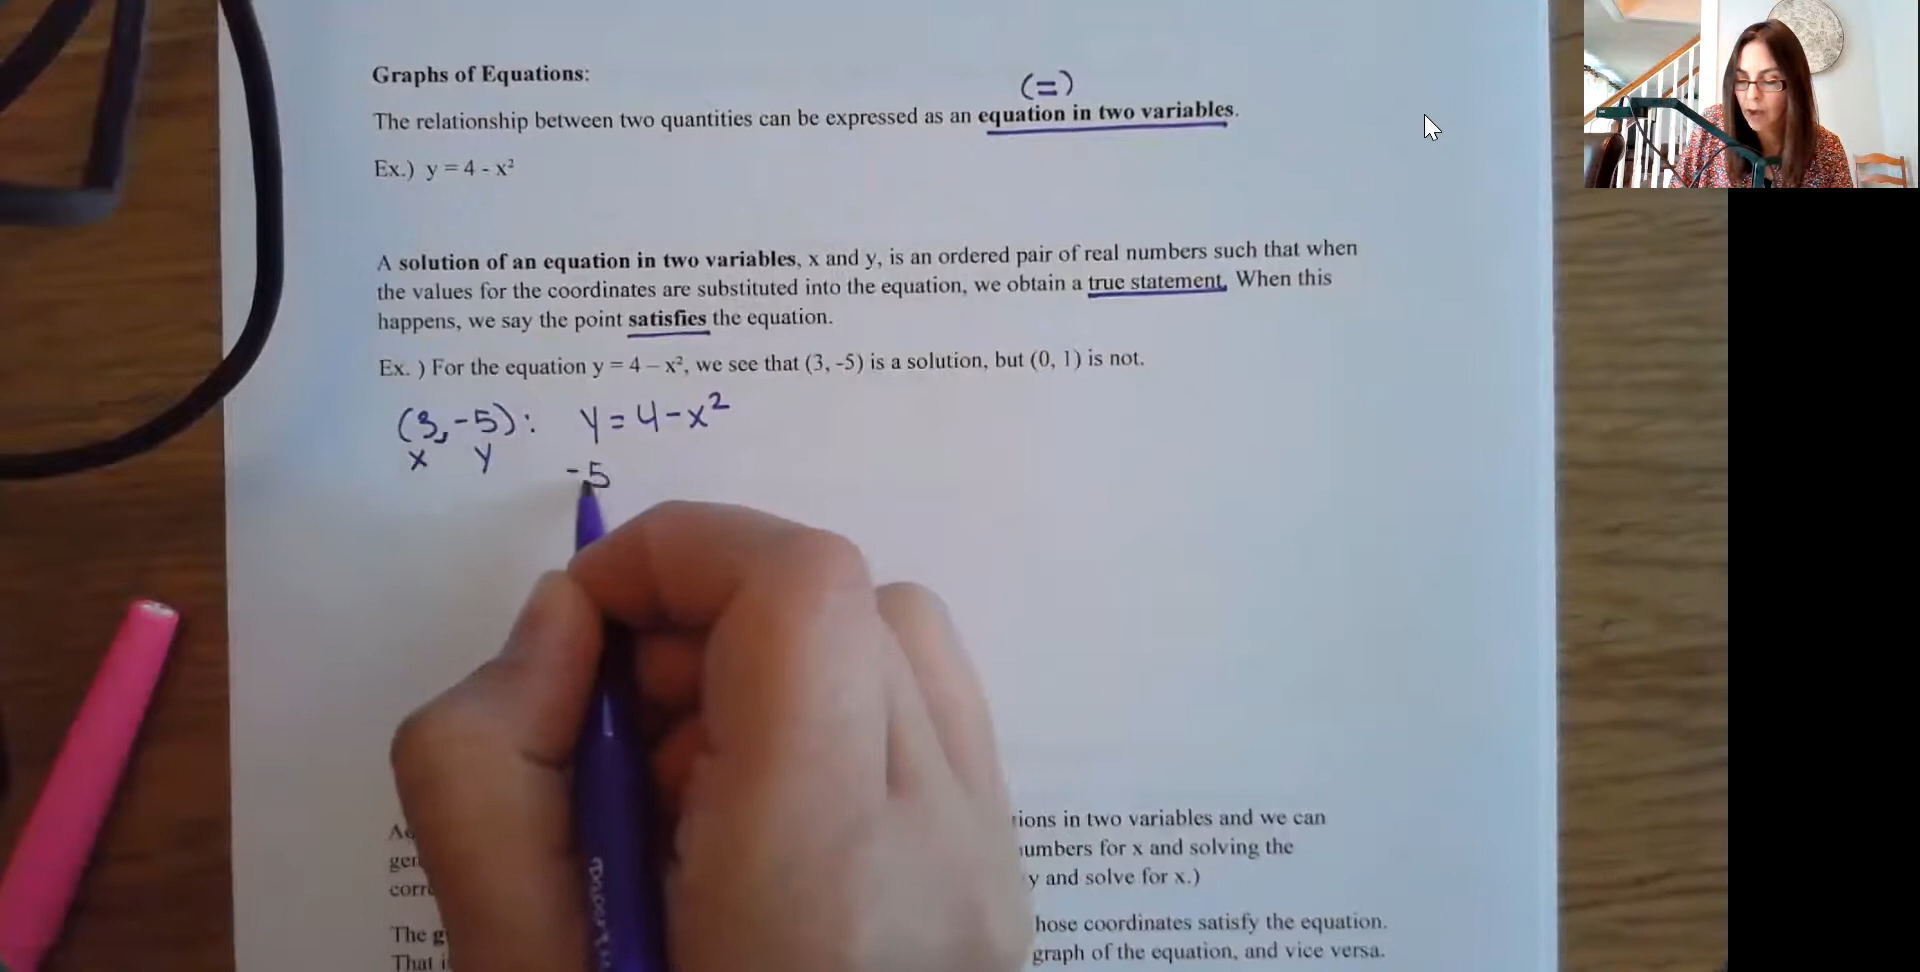 Graphs of Equations:
(=)
The relationship between two quantities can be expressed as an equation in two variables.
Ex.) y = 4 - x²
A solution of an equation in two variables, x and y, is an ordered pair of real numbers such that when
the values for the coordinates are substituted into the equation, we obtain a true statement. When this
happens, we say the point satisfies the equation.
Ex. ) For the equation y = 4 – x², we see that (3, -5) is a solution, but (0, 1) is not.
(3,-5): y = 4 - x²
x y
-5
in two variables and we can
for x and solving the
y and solve for x.)
The
coordinates satisfy the equation.
graph of the equation, and vice versa.